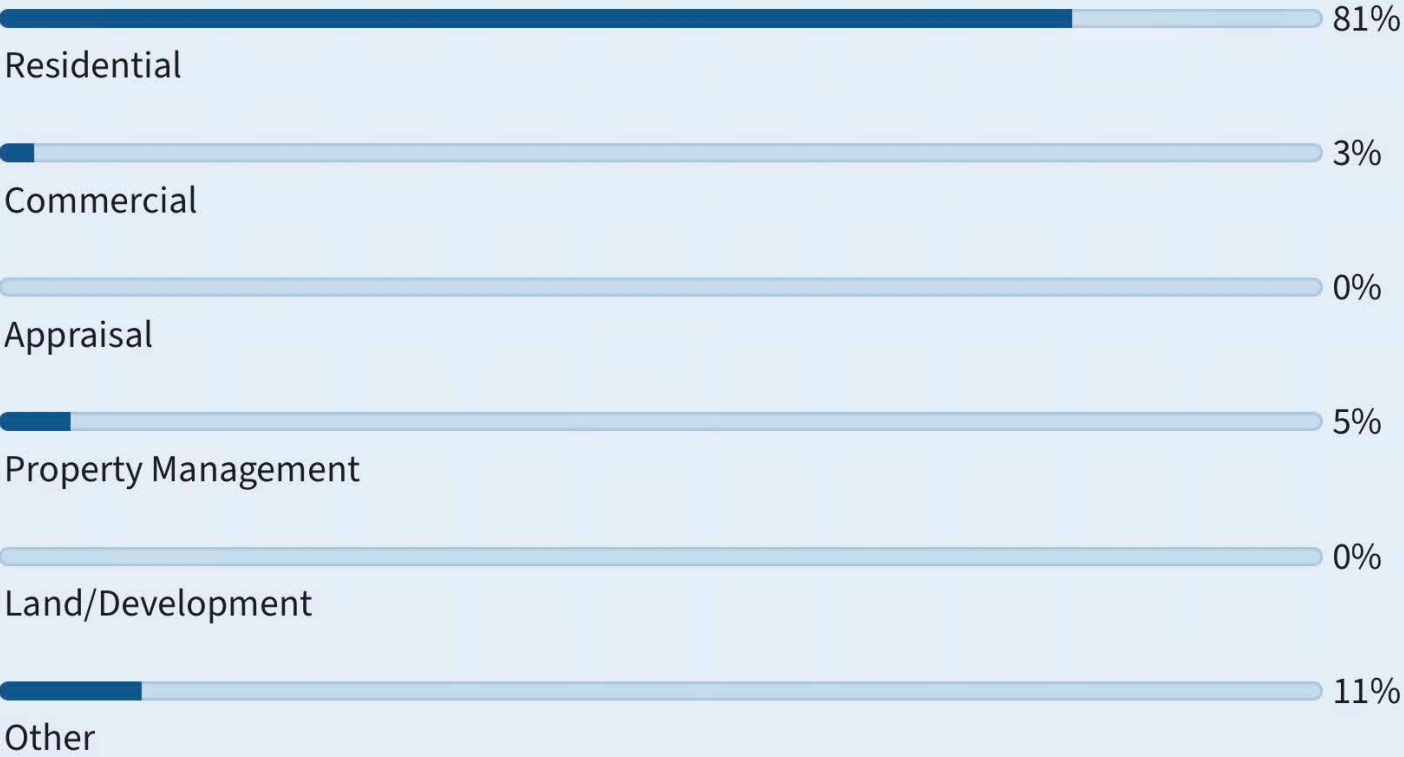 81%
Residential
3%
Commercial
0%
Appraisal
5%
Property Management
0%
Land/Development
11%
Other